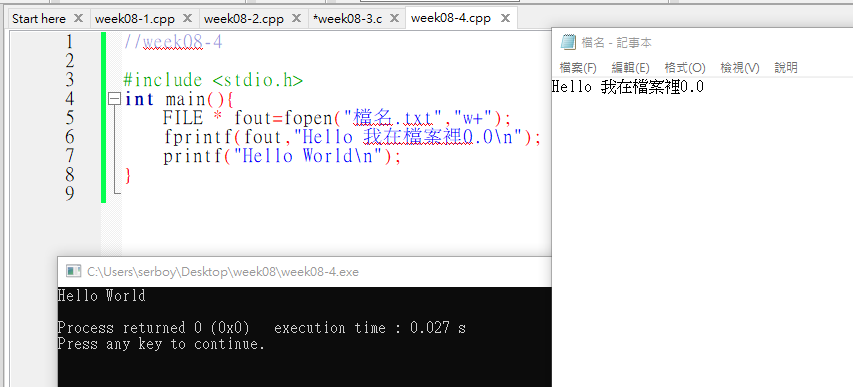 Start here week08-1.cpp week08-2.cpp *week08-3.c week08-4.cpp
1 //week08-4
2
3 #include <stdio.h>
4 int main(){
5 FILE * fout=fopen("檔名.txt","w+");
6 fprintf(fout,"Hello 我在檔案裡0.0\n");
7 printf("Hello World\n");
8 }
9
檔名 - 記事本
檔案(F) 編輯(E) 格式(O) 檢視(V) 說明
Hello 我在檔案裡0.0
C:\Users\serboy\Desktop\week08\week08-4.exe
Hello World
Process returned 0 (0x0) execution time : 0.027 s
Press any key to continue.